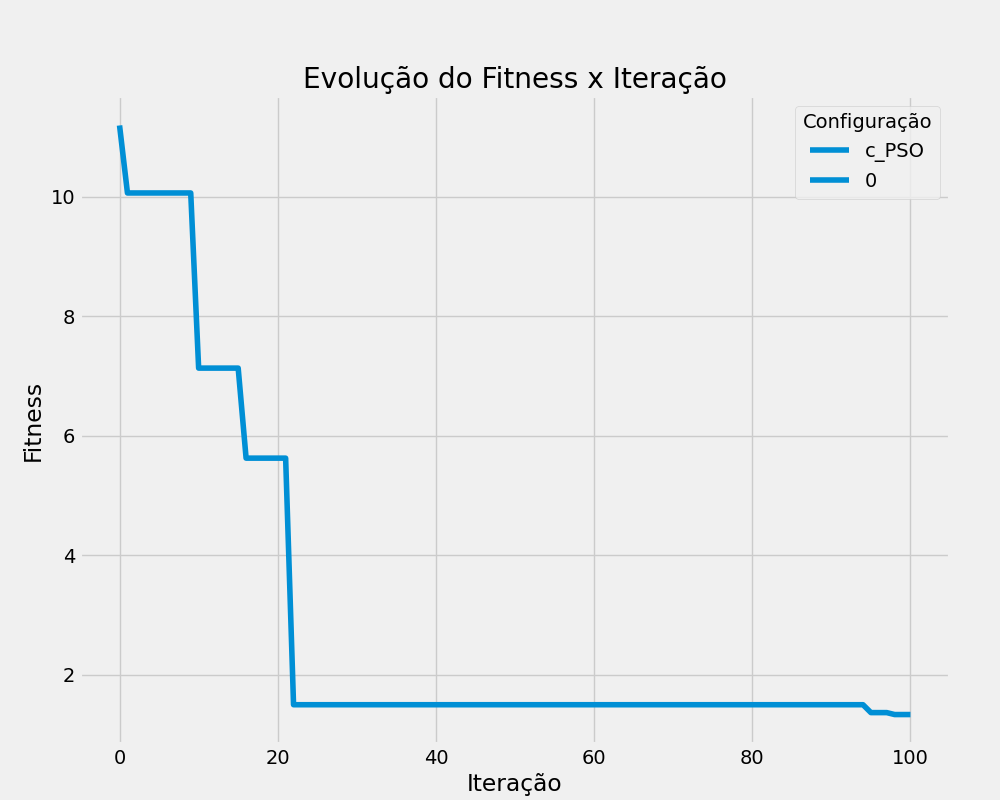 Evolução do Fitness x Iteração
Configuração
c_PSO
0
10
8
6
4
2
Fitness
0 20 40 60 80 100
Iteração